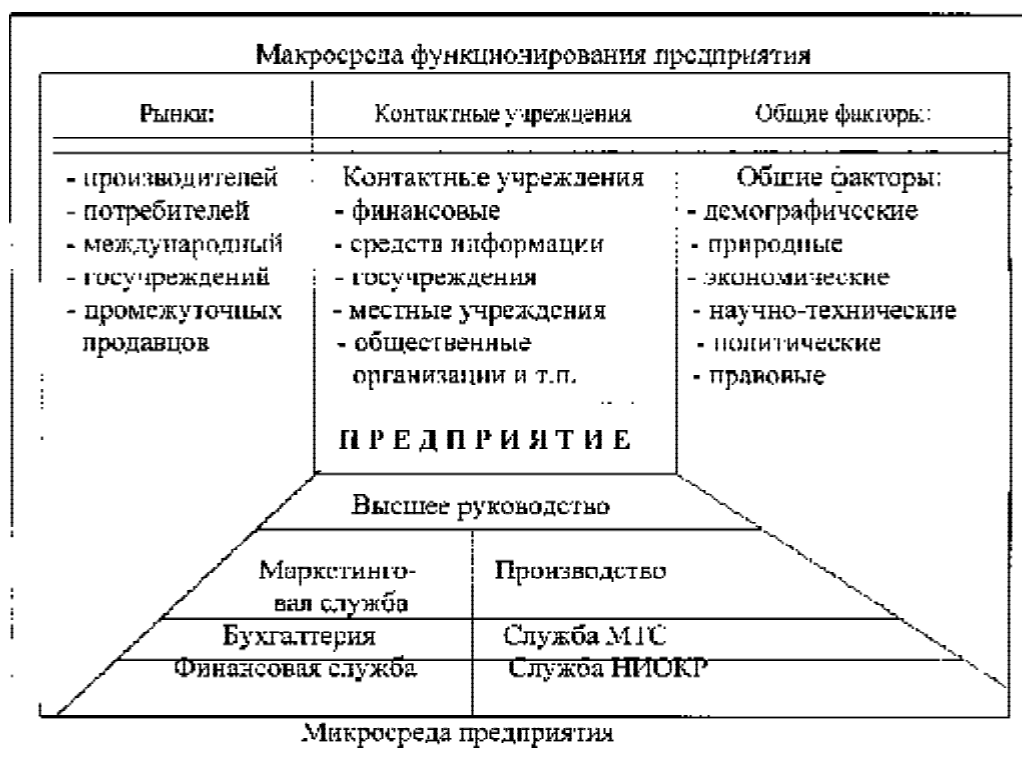 Макросреда функционирования предприятия
Рынки:
Контактные учреждения
Общие факторы:
- производителей
- потребителей
- международный
- госучреждений
- промежуточных
продавцов
Контактные учреждения
- финансовые
- средств информации
- госучреждения
- местные учреждения
- общественные
организации и т.п.
Общие факторы:
- демографические
- природные
- экономические
- научно-технические
- политические
- правовые
ПРЕДПРИЯТИЕ
Высшее руководство
Маркетинго-
вая служба
Производство
Бухгалтерия
Служба МТС
Финансовая служба
Служба НИОКР
Микросреда предприятия